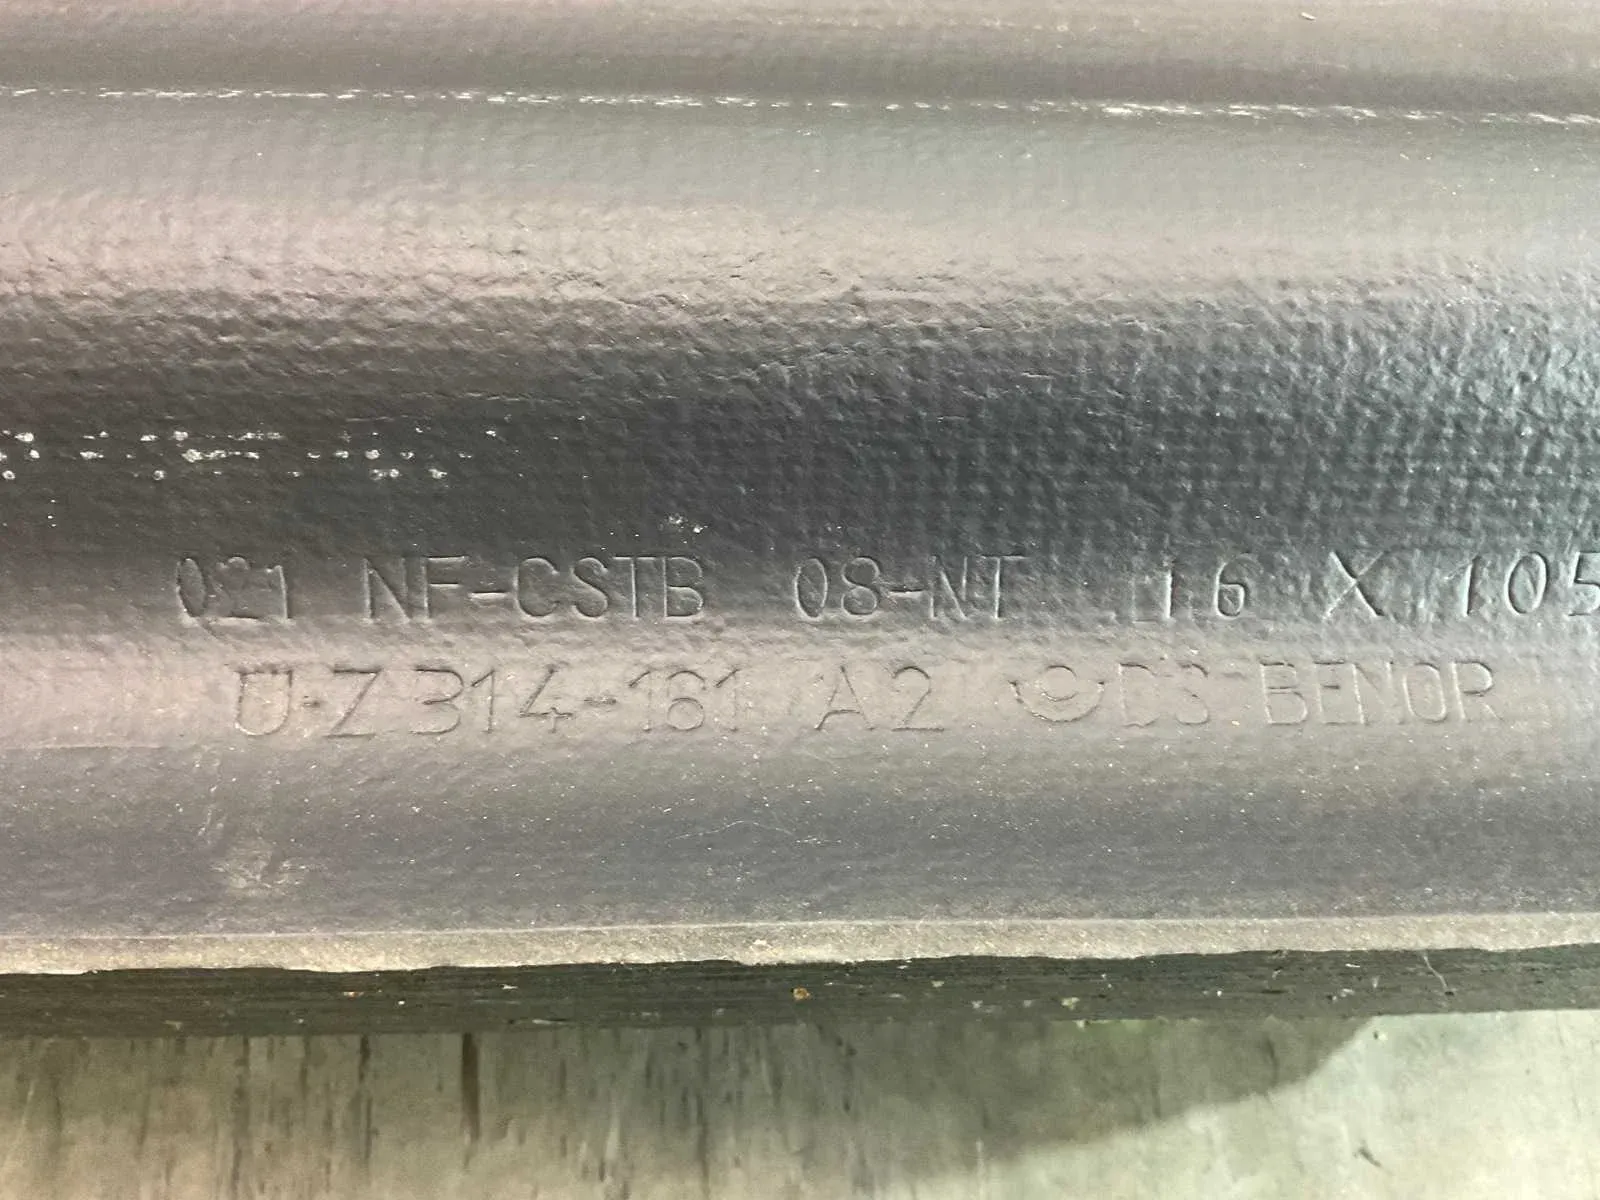 021 NF-CSTB 08-NT 16 X 105
Ü-Z 314-161 A2 DS BENOR